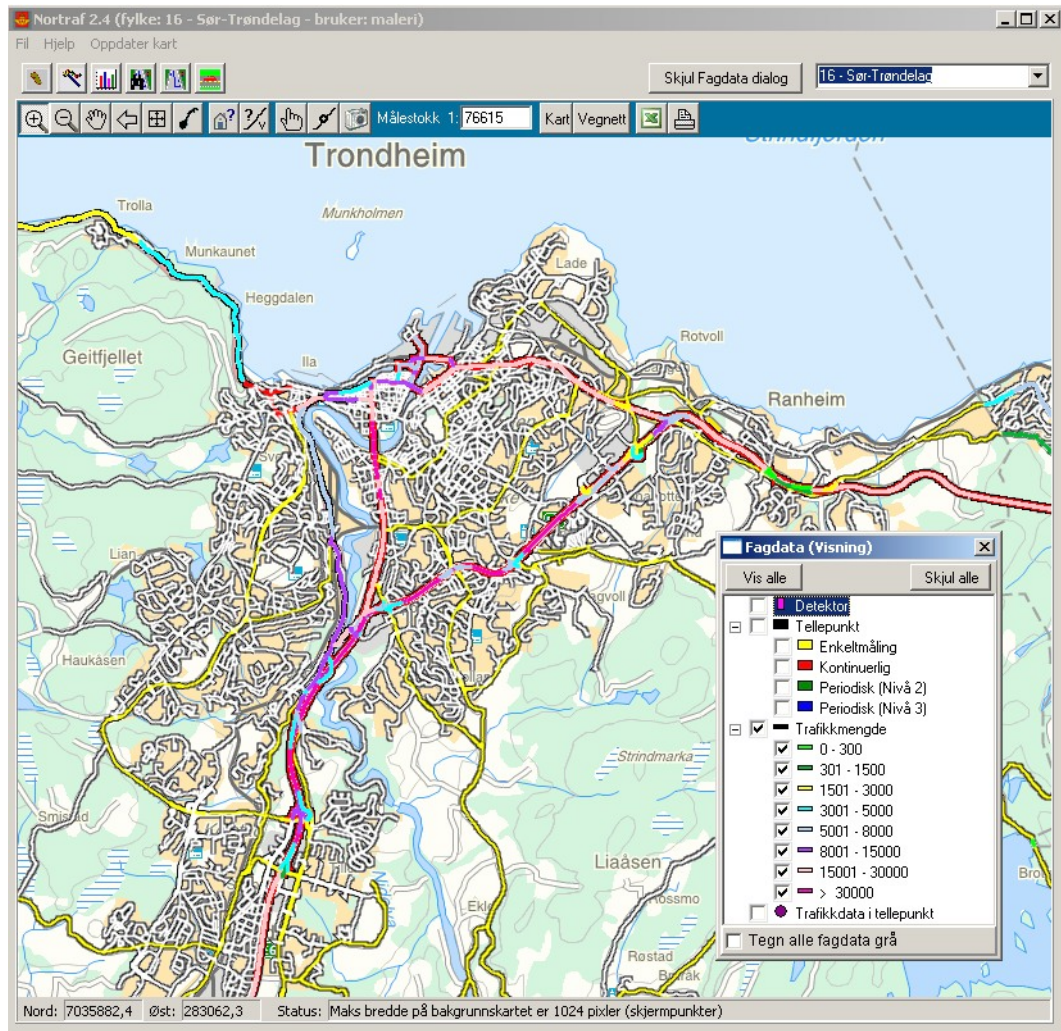 Nortraf 2.4 (fylke: 16 - Sør-Trøndelag - bruker: maleri)
Fil Hjelp Oppdater kart
Skjul Fagdata dialog 16 - Sør-Trøndelag
Målestokk 1: 76615 Kart Vegnett
Trondheim
Trolla
Munkholmen
Munkaunet
Lade
Heggdalen
Rotvoll
Geitfjellet
Ila
Ranheim
Lian
Haukåsen
Strindmarka
Liaåsen
Røstad
E6
Fagdata (Visning)
Vis alle Skjul alle
Detektor
Tellepunkt
Enkeltmåling
Kontinuerlig
Periodisk (Nivå 2)
Periodisk (Nivå 3)
Trafikkmengde
0 - 300
301 - 1500
1501 - 3000
3001 - 5000
5001 - 8000
8001 - 15000
15001 - 30000
> 30000
Trafikkdata i tellepunkt
Tegn alle fagdata grå
Nord: 7035882,4 Øst: 283062,3 Status: Maks bredde på bakgrunnskartet er 1024 pixler (skjermpunkter)